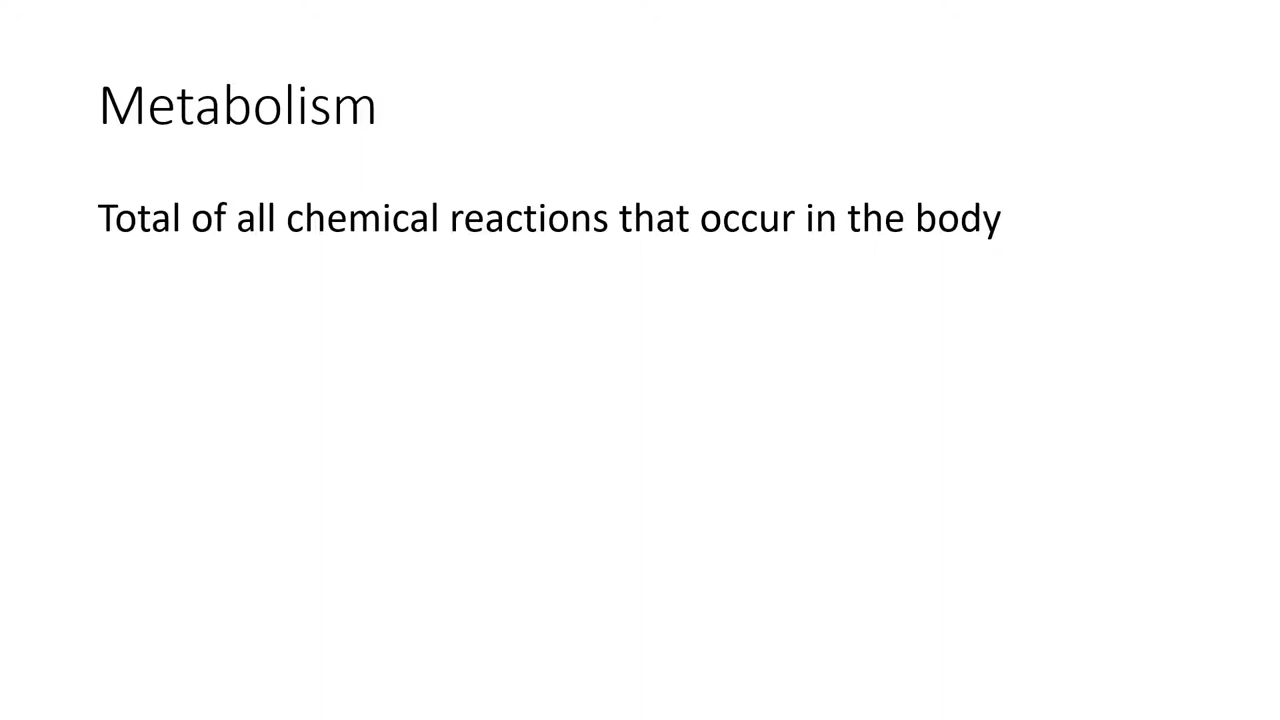 Metabolism
Total of all chemical reactions that occur in the body